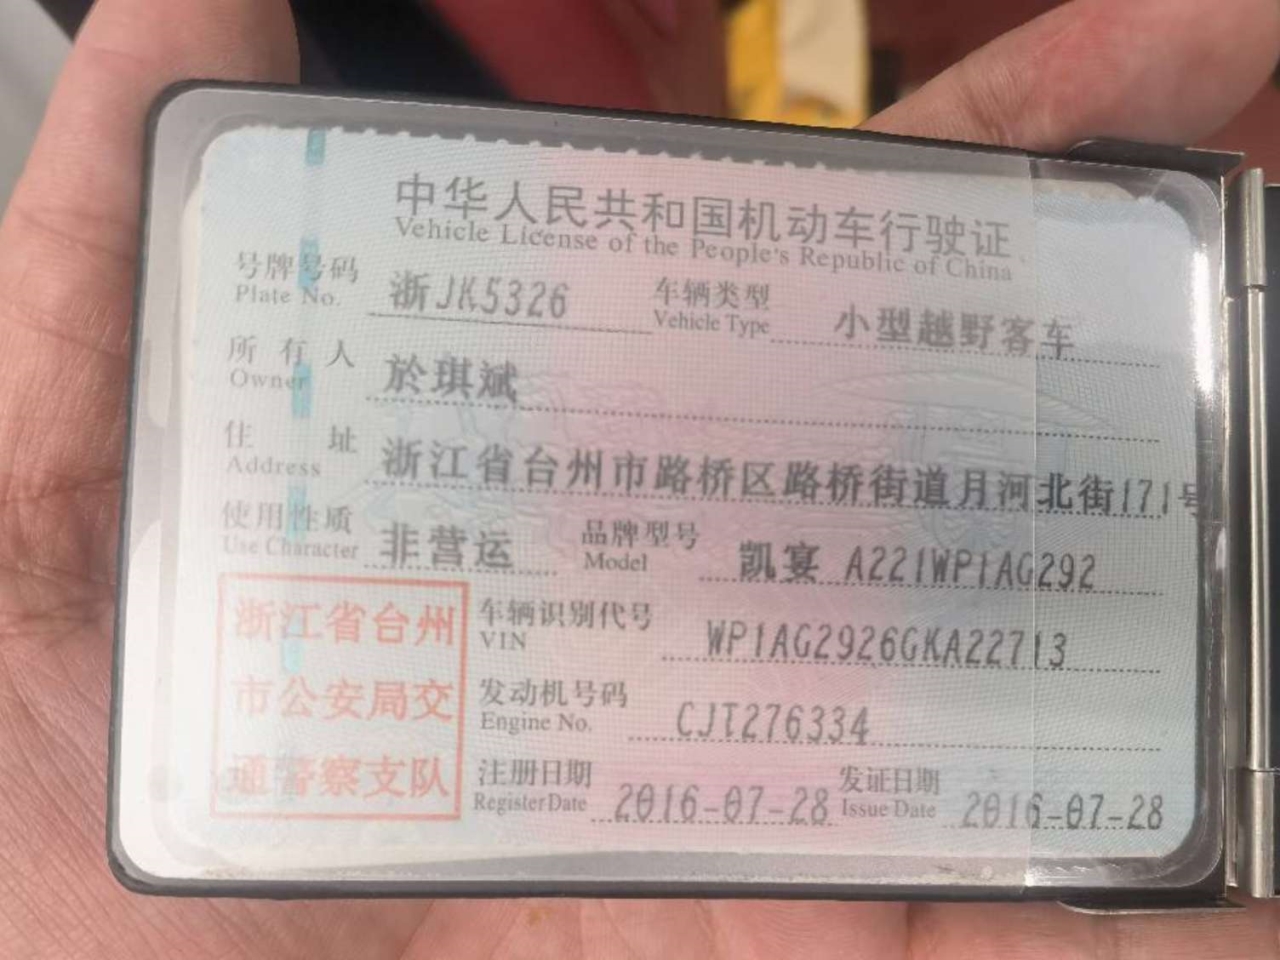 中华人民共和国机动车行驶证
Vehicle License of the People's Republic of China
号牌号码 浙JK5326 车辆类型 小型越野客车
Plate No. Vehicle Type
所有人 於琪斌
Owner
住址 浙江省台州市路桥区路桥街道月河北街171号
Address
使用性质 非营运 品牌型号 凯宴 A221WP1AG292
Use Character Model
浙江省台州
市公安局交
通警察支队
车辆识别代号 WP1AG2926GKA22713
VIN
发动机号码 CJT276334
Engine No.
注册日期 2016-07-28 发证日期 2016-07-28
Register Date Issue Date